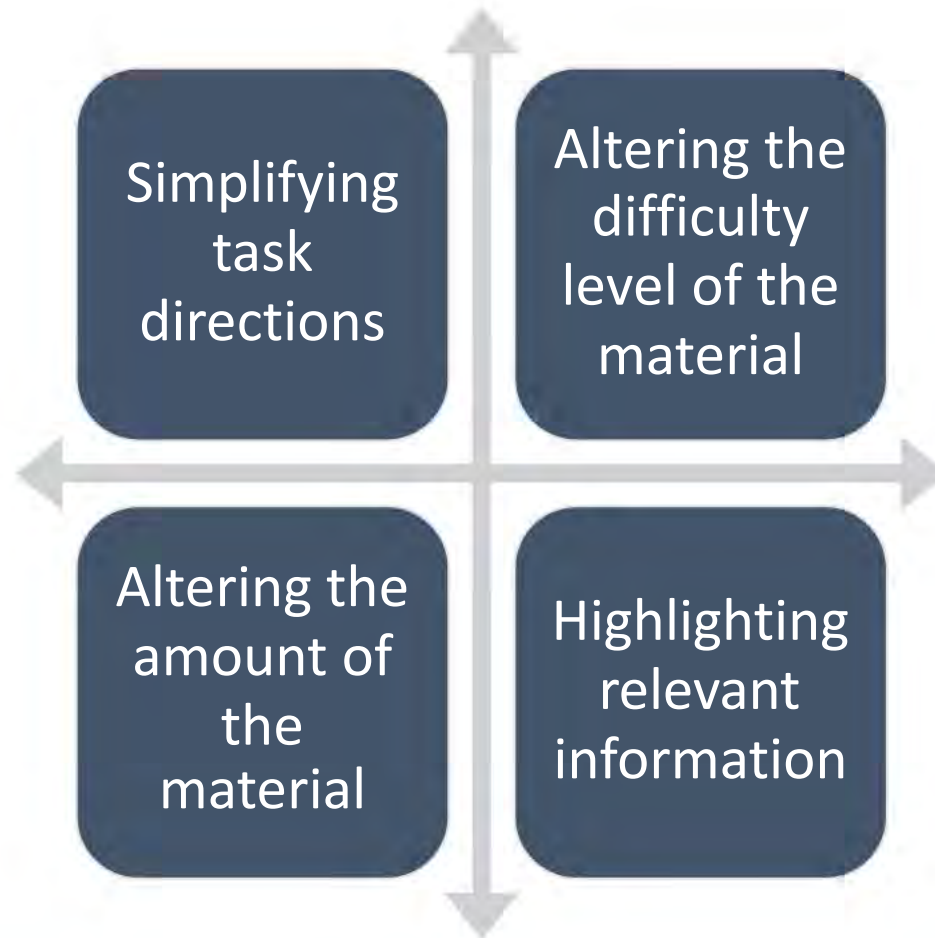 Simplifying
task
directions
Altering the
difficulty
level of the
material
Altering the
amount of
the
material
Highlighting
relevant
information